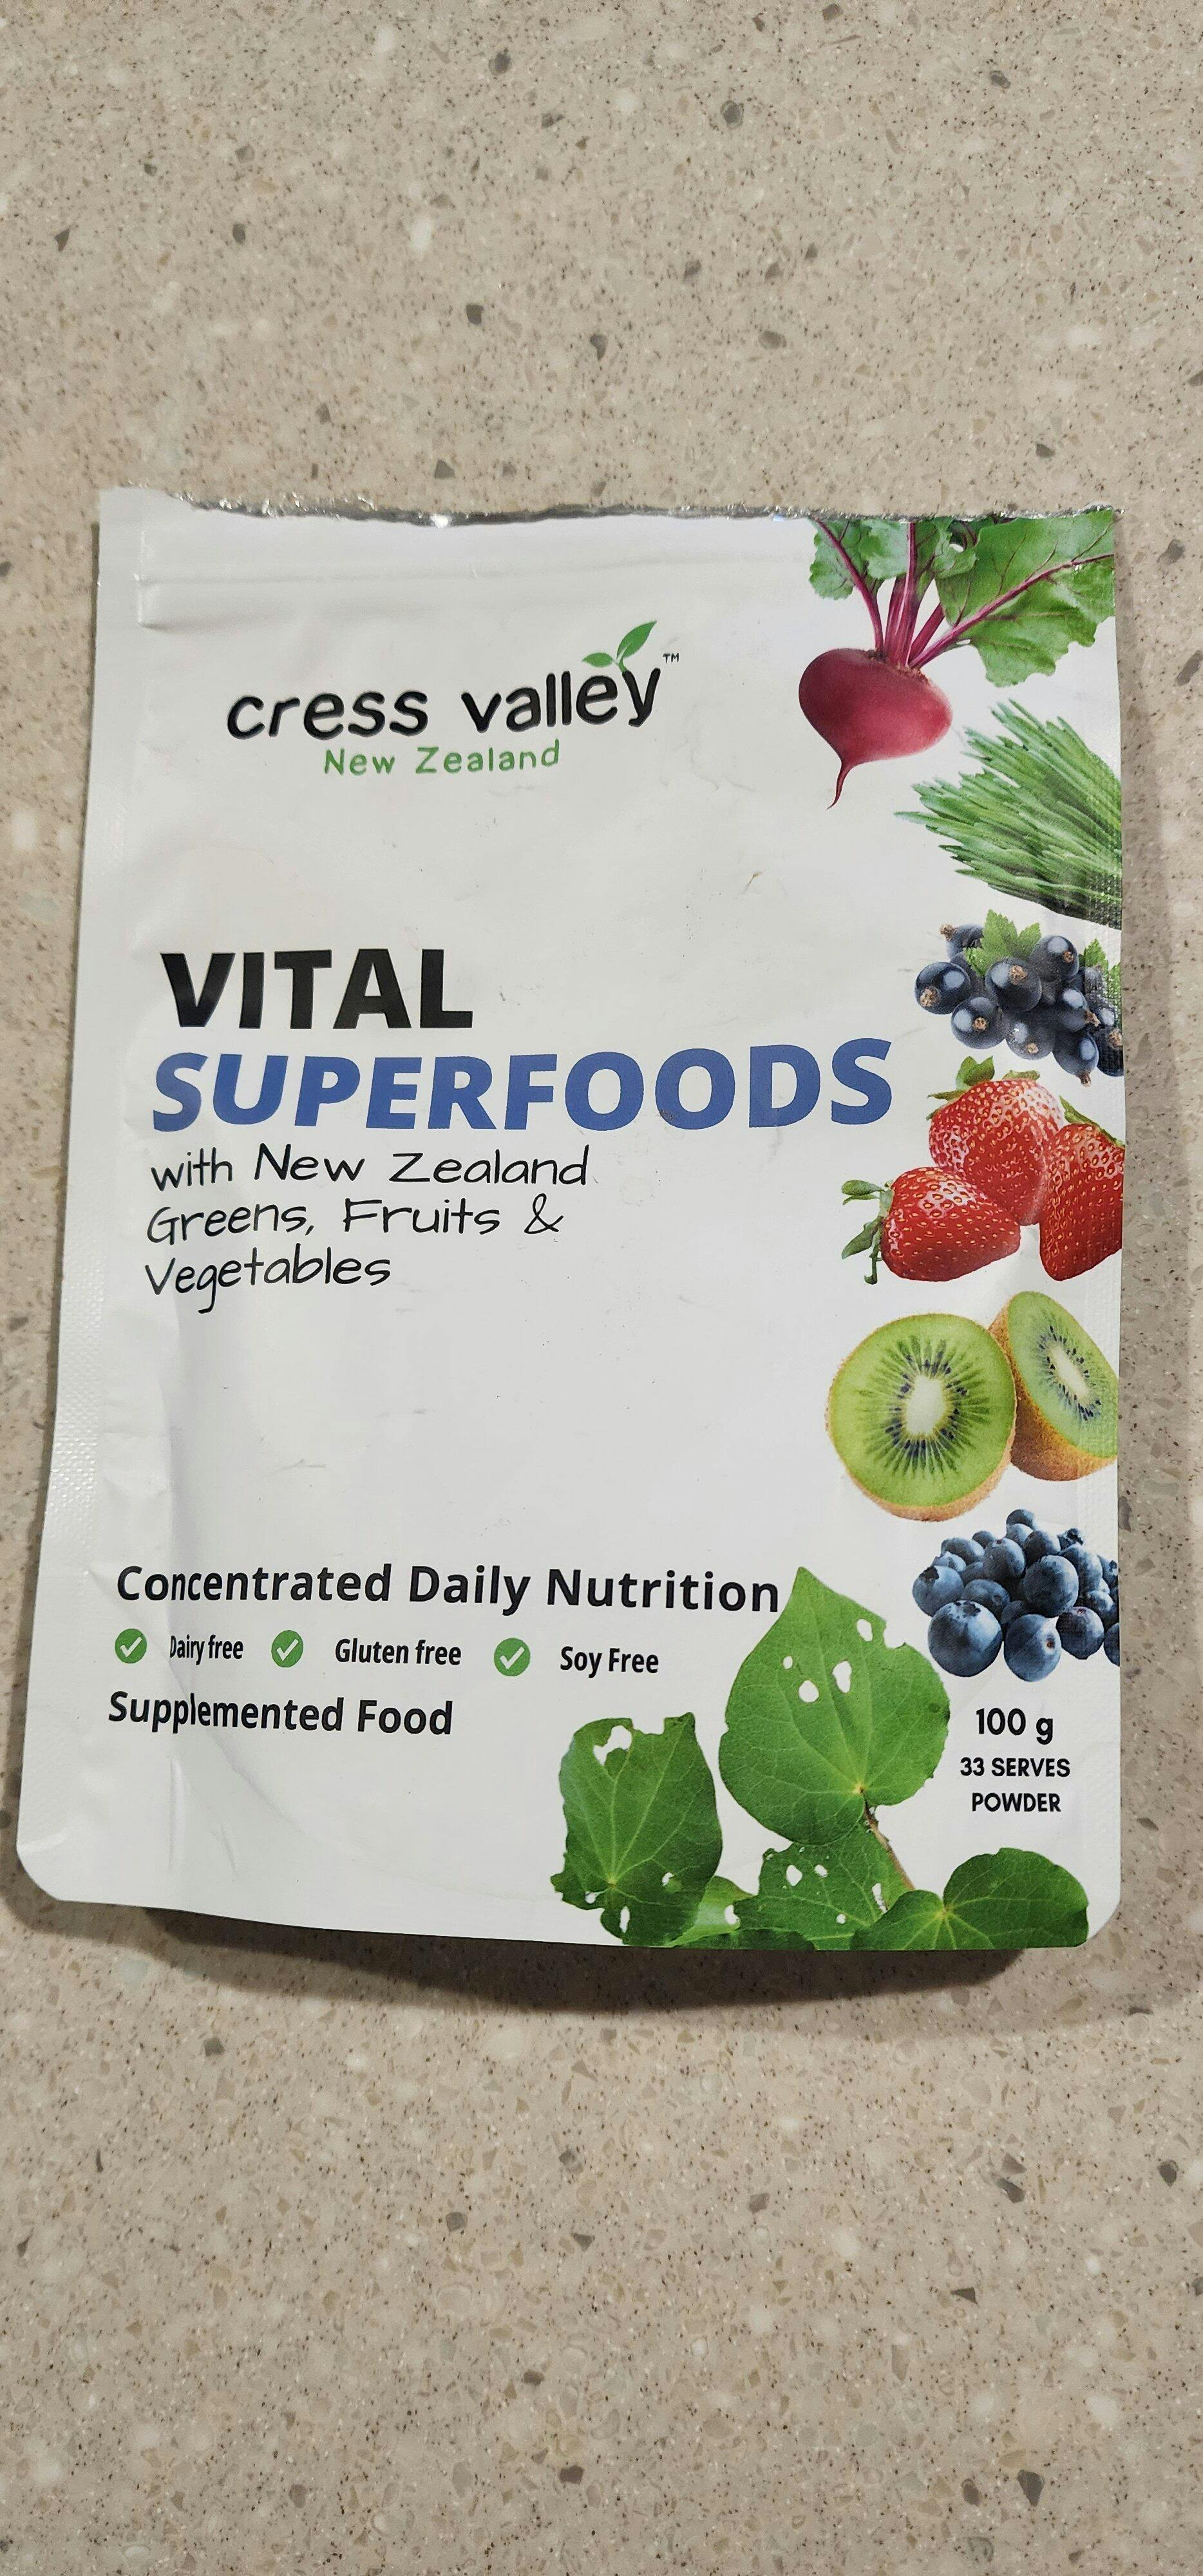 cress valley™
New Zealand
VITAL
SUPERFOODS
with New Zealand
Greens, Fruits &
Vegetables
Concentrated Daily Nutrition
Dairy free Gluten free Soy Free
Supplemented Food
100 g
33 SERVES
POWDER